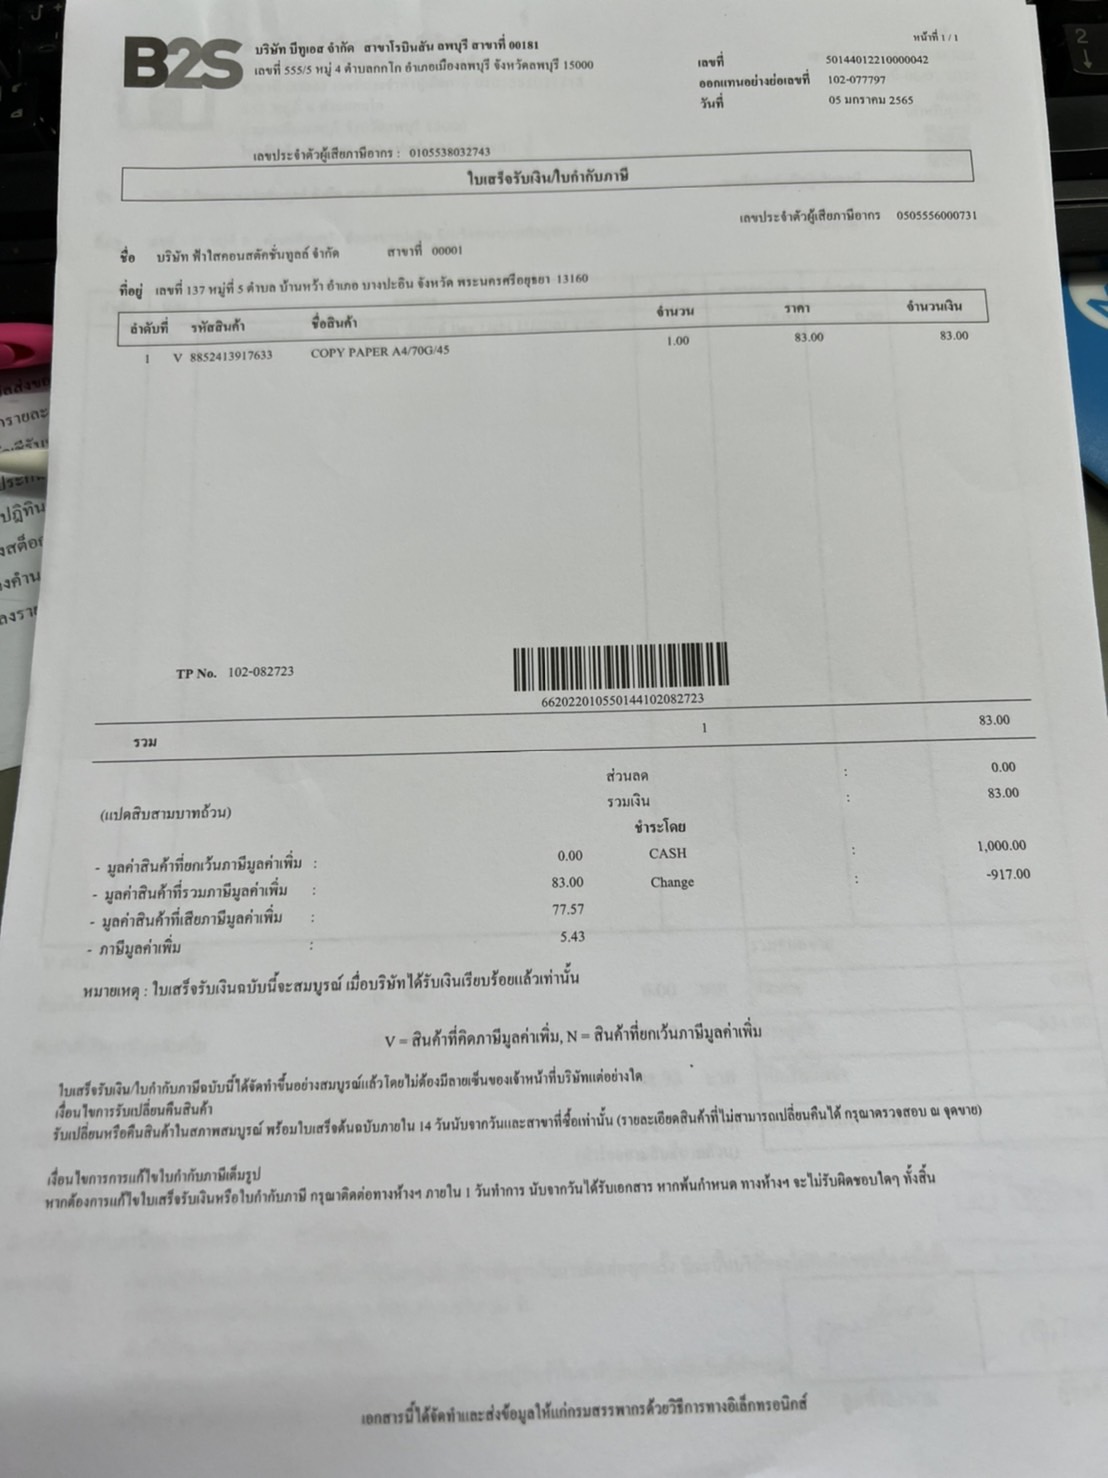 B2S
บริษัท บีทูเอส จำกัด สาขาโรบินสัน ลพบุรี สาขาที่ 00181
เลขที่ 555/5 หมู่ 4 ตำบลกกโก อำเภอเมืองลพบุรี จังหวัดลพบุรี 15000
หน้าที่ 1 / 1
เลขที่ 50144012210000042
ออกแทนอย่างย่อเลขที่ 102-077797
วันที่ 05 มกราคม 2565
เลขประจำตัวผู้เสียภาษีอากร : 0105538032743
ใบเสร็จรับเงิน/ใบกำกับภาษี
เลขประจำตัวผู้เสียภาษีอากร 0505556000731
ชื่อ บริษัท ฟ้าใสคอนสตัคชั่นทูลส์ จำกัด สาขาที่ 00001
ที่อยู่ เลขที่ 137 หมู่ที่ 5 ตำบล บ้านหว้า อำเภอ บางปะอิน จังหวัด พระนครศรีอยุธยา 13160
ลำดับที่ รหัสสินค้า ชื่อสินค้า จำนวน ราคา จำนวนเงิน
1 V 8852413917633 COPY PAPER A4/70G/45 1.00 83.00 83.00
TP No. 102-082723
662022010550144102082723
รวม 1 83.00
ส่วนลด : 0.00
(แปดสิบสามบาทถ้วน) รวมเงิน : 83.00
ชำระโดย
- มูลค่าสินค้าที่ยกเว้นภาษีมูลค่าเพิ่ม : 0.00 CASH : 1,000.00
- มูลค่าสินค้าที่รวมภาษีมูลค่าเพิ่ม : 83.00 Change : -917.00
- มูลค่าสินค้าที่เสียภาษีมูลค่าเพิ่ม : 77.57
- ภาษีมูลค่าเพิ่ม : 5.43
หมายเหตุ : ใบเสร็จรับเงินฉบับนี้จะสมบูรณ์ เมื่อบริษัทได้รับเงินเรียบร้อยแล้วเท่านั้น
V = สินค้าที่คิดภาษีมูลค่าเพิ่ม, N = สินค้าที่ยกเว้นภาษีมูลค่าเพิ่ม
ใบเสร็จรับเงิน/ใบกำกับภาษีฉบับนี้ได้จัดทำขึ้นอย่างสมบูรณ์แล้วโดยไม่ต้องมีลายเซ็นของเจ้าหน้าที่บริษัทแต่อย่างใด
เงื่อนไขการรับเปลี่ยนคืนสินค้า
รับเปลี่ยนหรือคืนสินค้าในสภาพสมบูรณ์ พร้อมใบเสร็จต้นฉบับภายใน 14 วันนับจากวันและสาขาที่ซื้อเท่านั้น (รายละเอียดสินค้าที่ไม่สามารถเปลี่ยนคืนได้ กรุณาตรวจสอบ ณ จุดขาย)
เงื่อนไขการการแก้ไขใบกำกับภาษีเต็มรูป
หากต้องการแก้ไขใบเสร็จรับเงินหรือใบกำกับภาษี กรุณาติดต่อทางห้างฯ ภายใน 1 วันทำการ นับจากวันได้รับเอกสาร หากพ้นกำหนด ทางห้างฯ จะไม่รับผิดชอบใดๆ ทั้งสิ้น
เอกสารนี้ได้จัดทำและส่งข้อมูลให้แก่กรมสรรพากรด้วยวิธีการทางอิเล็กทรอนิกส์